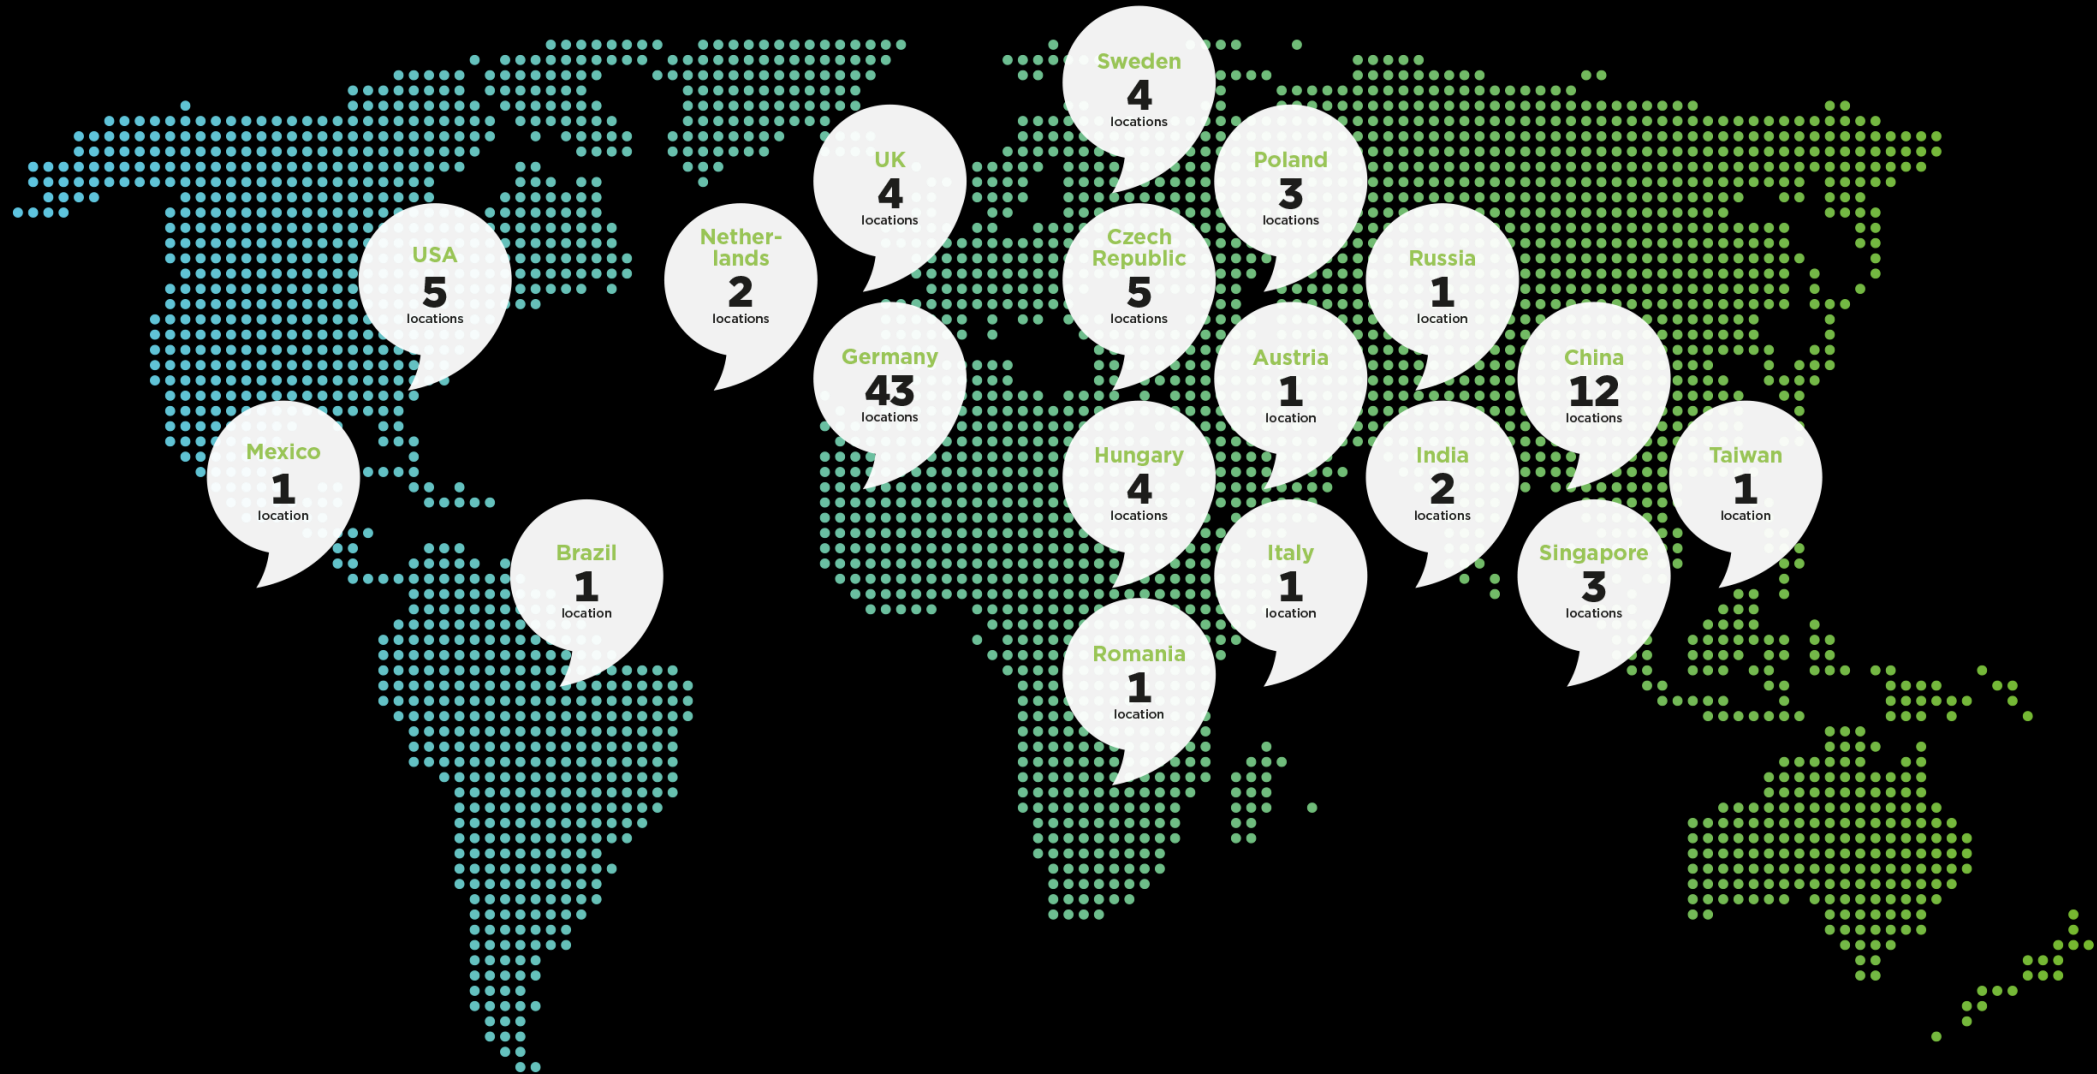 Sweden
4
locations
UK
4
locations
Poland
3
locations
USA
5
locations
Nether-
lands
2
locations
Czech
Republic
5
locations
Russia
1
location
Germany
43
locations
Austria
1
location
China
12
locations
Mexico
1
location
Hungary
4
locations
India
2
locations
Taiwan
1
location
Brazil
1
location
Italy
1
location
Singapore
3
locations
Romania
1
location